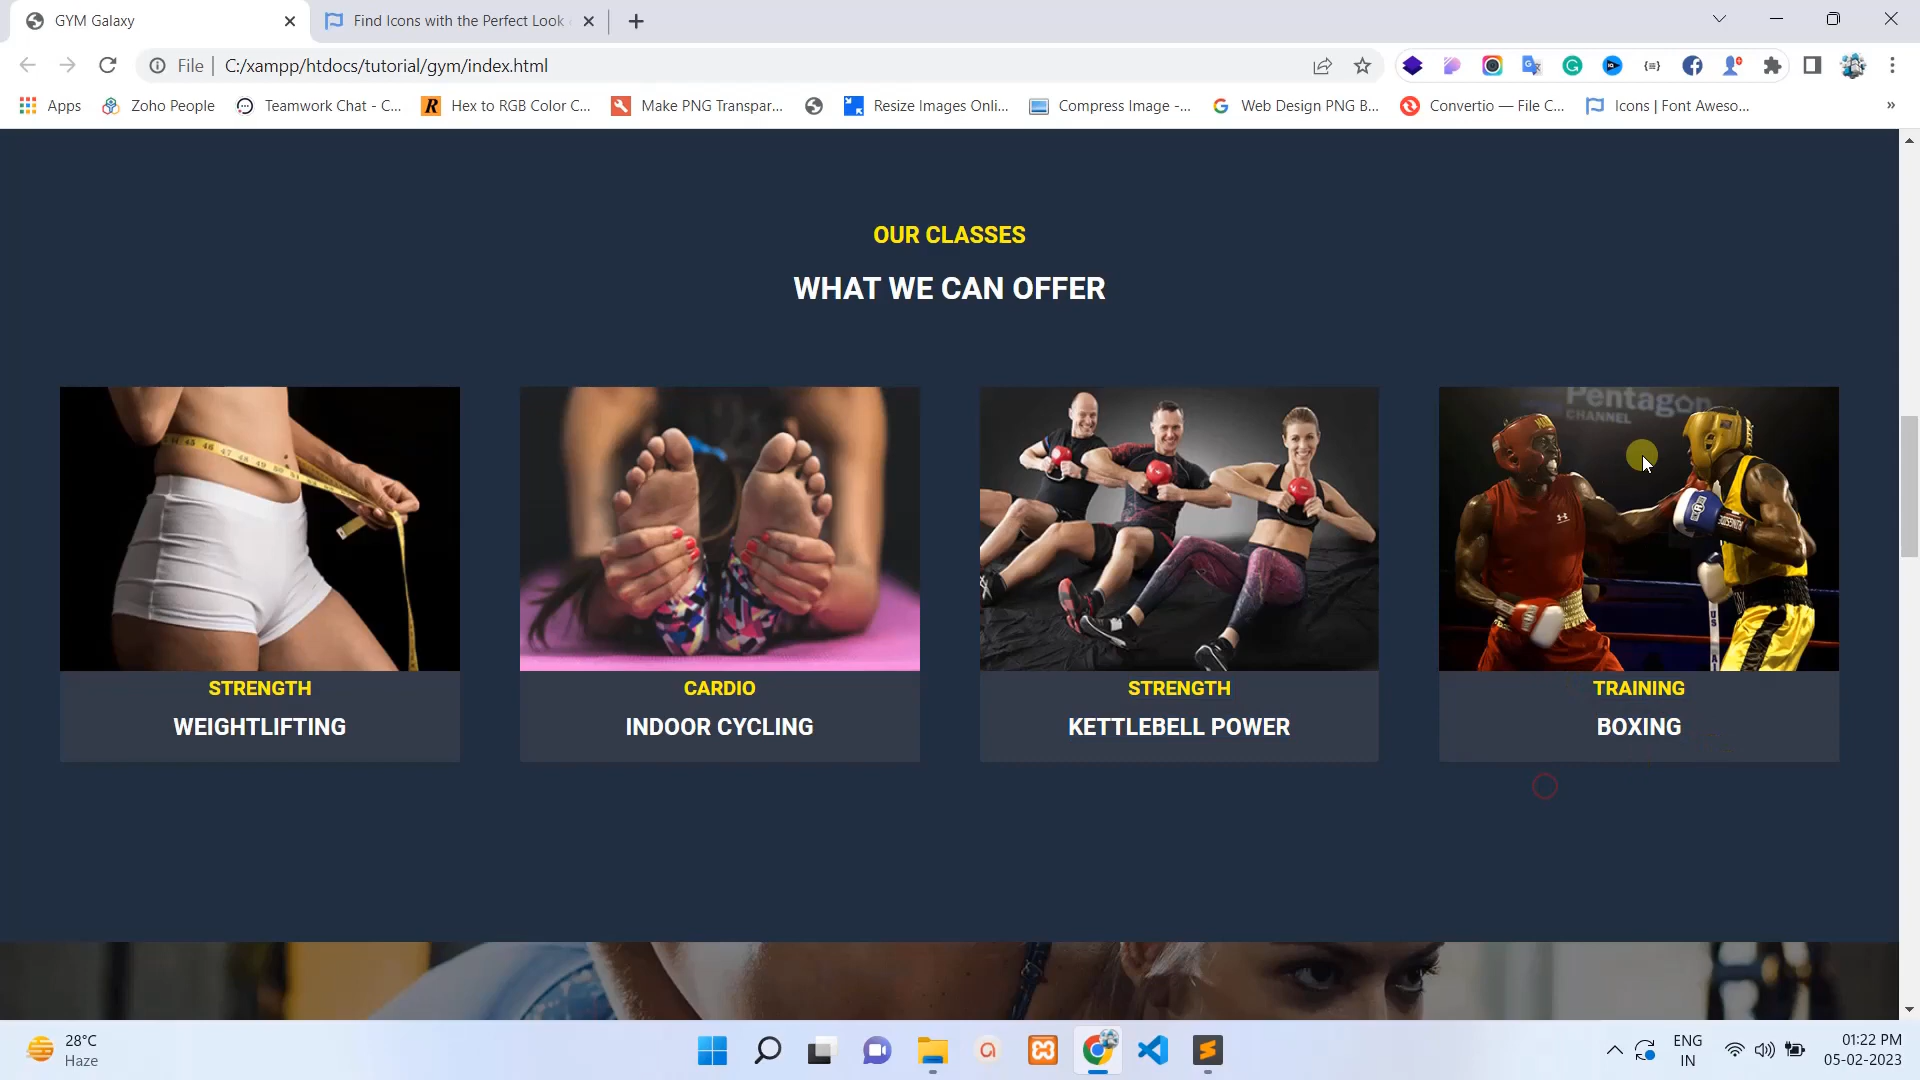 GYM Galaxy
Find Icons with the Perfect Look
File
C:/xampp/htdocs/tutorial/gym/index.html
Apps
Zoho People
Teamwork Chat - C...
Hex to RGB Color C...
Make PNG Transpar...
Resize Images Onli...
Compress Image -...
Web Design PNG B...
Convertio — File C...
Icons | Font Aweso...
»
OUR CLASSES
WHAT WE CAN OFFER
Pentagon
CHANNEL
STRENGTH
WEIGHTLIFTING
CARDIO
INDOOR CYCLING
STRENGTH
KETTLEBELL POWER
TRAINING
BOXING
28°C
Haze
ENG
IN
01:22 PM
05-02-2023